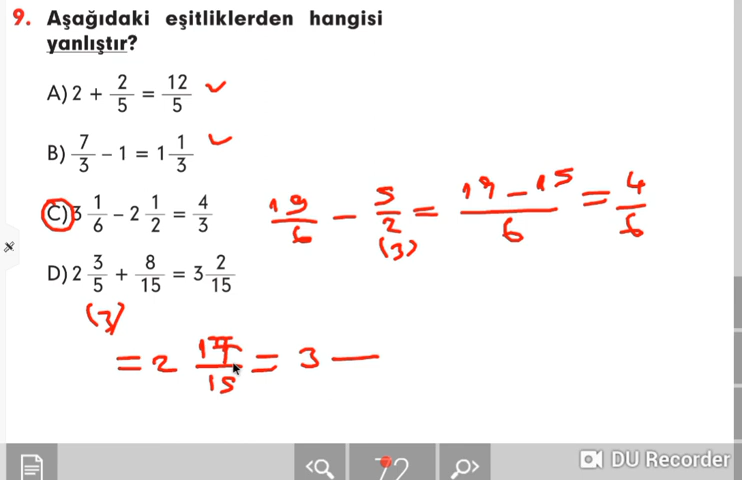 9. Aşağıdaki eşitliklerden hangisi
yanlıştır?
A) 2 + 2/5 = 12/5 ✓
B) 7/3 - 1 = 1 1/3 ✓
C) 3 1/6 - 2 1/2 = 4/3 19/6 - 5/2 (3) = 19-15/6 = 4/6
D) 2 3/5 + 8/15 = 3 2/15
(3)
= 2 17/15 = 3 —
72
DU Recorder